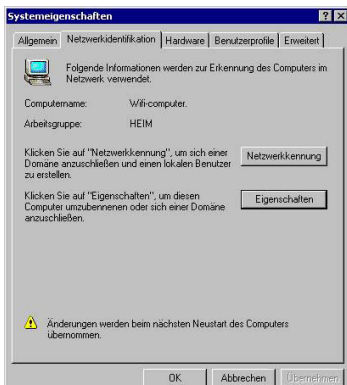 Systemeigenschaften
Allgemein Netzwerkidentifikation Hardware Benutzerprofile Erweitert
Folgende Informationen werden zur Erkennung des Computers im
Netzwerk verwendet.
Computername: Wifi-computer.
Arbeitsgruppe: HEIM
Klicken Sie auf "Netzwerkkennung", um sich einer
Domäne anzuschließen und einen lokalen Benutzer
zu erstellen.
Netzwerkkennung
Klicken Sie auf "Eigenschaften", um diesen
Computer umzubennenen oder sich einer Domäne
anzuschließen.
Eigenschaften
Änderungen werden beim nächsten Neustart des Computers
übernommen.
OK Abbrechen Übernehmen